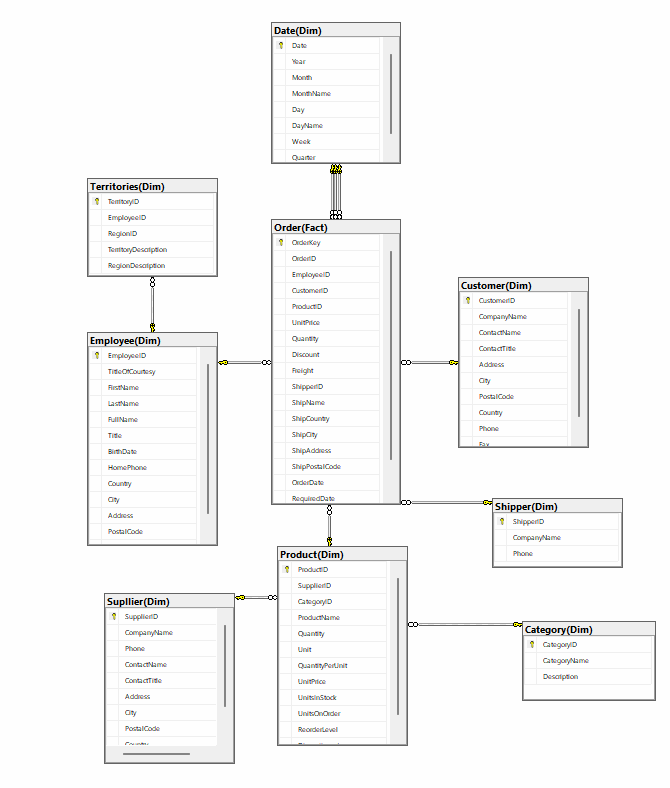 Date(Dim)
Date
Year
Month
MonthName
Day
DayName
Week
Quarter
Territories(Dim)
TerritoryID
EmployeeID
RegionID
TerritoryDescription
RegionDescription
Order(Fact)
OrderKey
OrderID
EmployeeID
CustomerID
ProductID
UnitPrice
Quantity
Discount
Freight
ShipperID
ShipName
ShipCountry
ShipCity
ShipAddress
ShipPostalCode
OrderDate
RequiredDate
Customer(Dim)
CustomerID
CompanyName
ContactName
ContactTitle
Address
City
PostalCode
Country
Phone
Fax
Employee(Dim)
EmployeeID
TitleOfCourtesy
FirstName
LastName
FullName
Title
BirthDate
HomePhone
Country
City
Address
PostalCode
Shipper(Dim)
ShipperID
CompanyName
Phone
Product(Dim)
ProductID
SupplierID
CategoryID
ProductName
Quantity
Unit
QuantityPerUnit
UnitPrice
UnitsInStock
UnitsOnOrder
ReorderLevel
Supllier(Dim)
SupplierID
CompanyName
Phone
ContactName
ContactTitle
Address
City
PostalCode
Country
Category(Dim)
CategoryID
CategoryName
Description